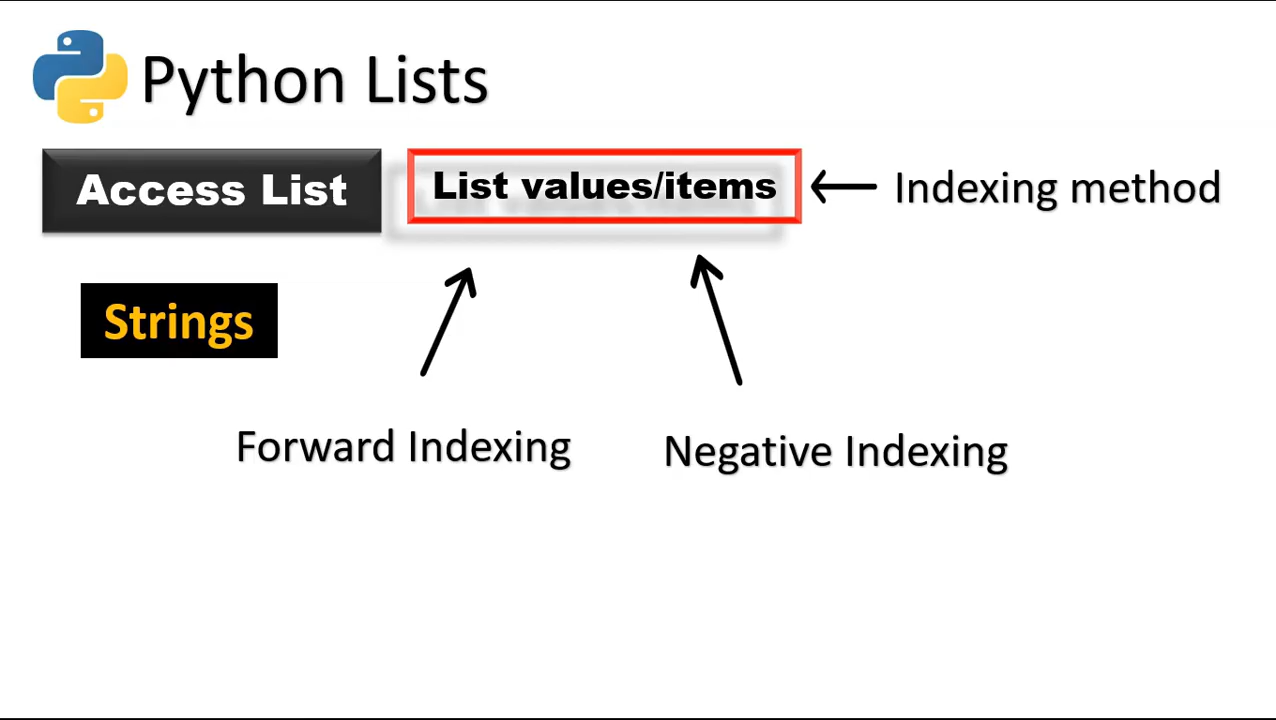 Python Lists
Access List
List values/items
Indexing method
Strings
Forward Indexing
Negative Indexing